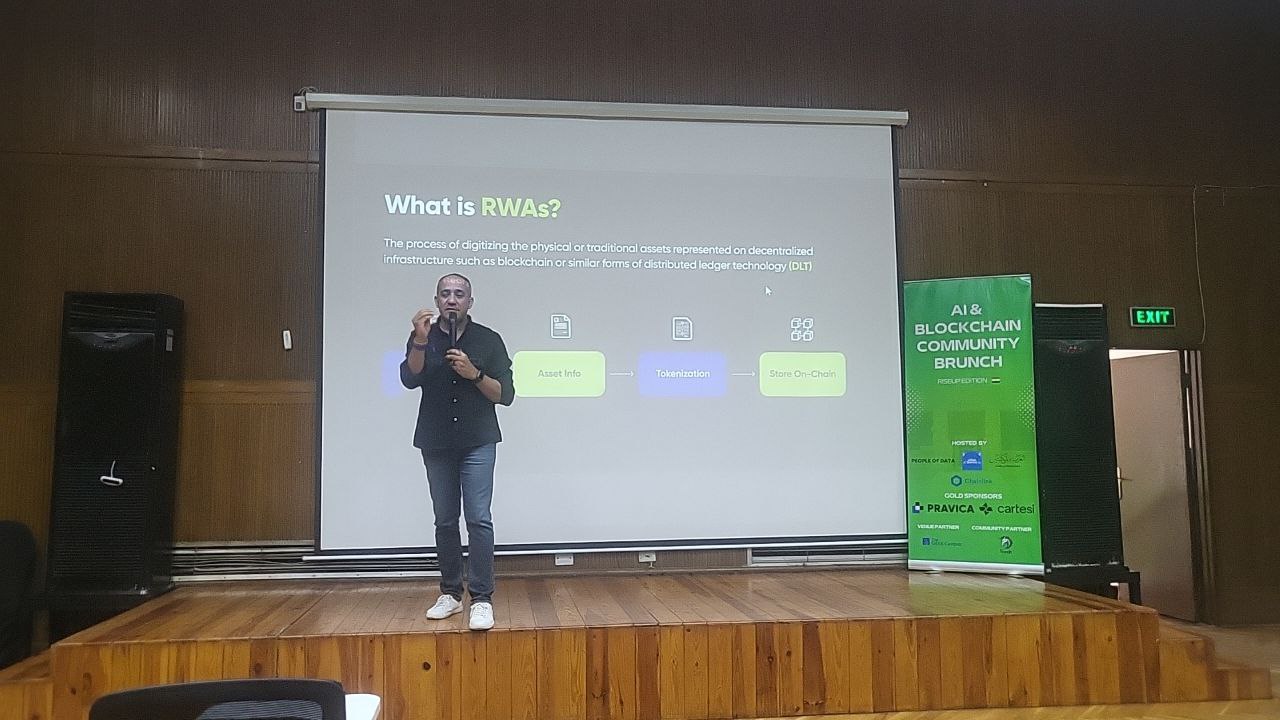 What is RWAs?
The process of digitizing the physical or traditional assets represented on decentralized
infrastructure such as blockchain or similar forms of distributed ledger technology (DLT)
Asset Info
Tokenization
Store On-Chain
AI &
BLOCKCHAIN
COMMUNITY
BRUNCH
RISEUP EDITION
HOSTED BY
PEOPLE OF DATA
Chainlink
GOLD SPONSORS
PRAVICA cartesi
VENUE PARTNER COMMUNITY PARTNER
EXIT